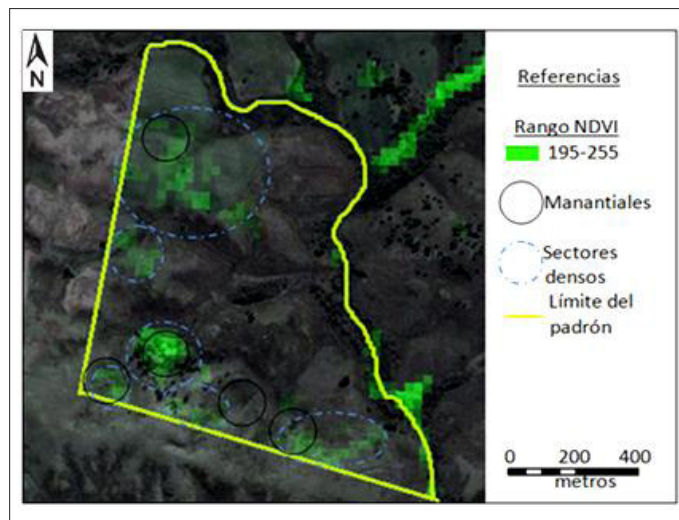 N
Referencias
Rango NDVI
195-255
Manantiales
Sectores
densos
Límite del
padrón
0 200 400
metros